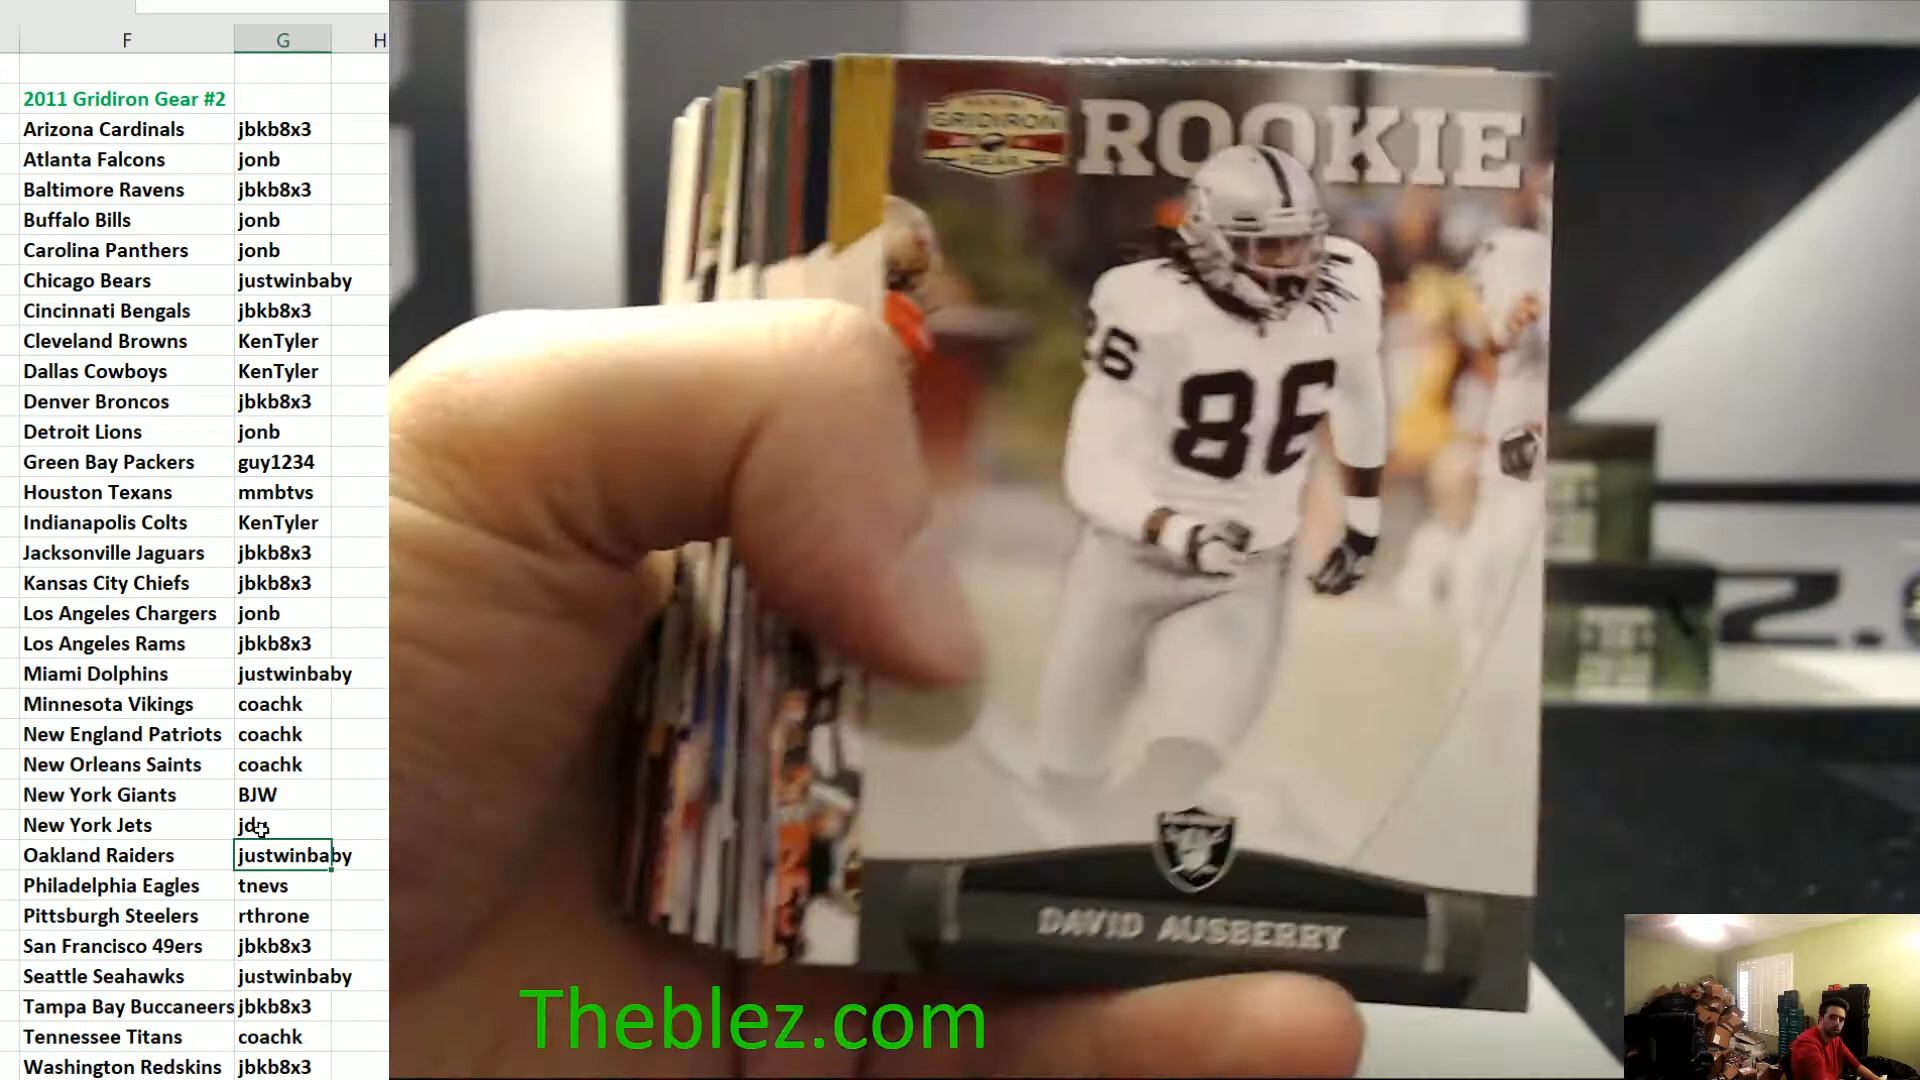 F G H
2011 Gridiron Gear #2
Arizona Cardinals jbkb8x3
Atlanta Falcons jonb
Baltimore Ravens jbkb8x3
Buffalo Bills jonb
Carolina Panthers jonb
Chicago Bears justwinbaby
Cincinnati Bengals jbkb8x3
Cleveland Browns KenTyler
Dallas Cowboys KenTyler
Denver Broncos jbkb8x3
Detroit Lions jonb
Green Bay Packers guy1234
Houston Texans mmbtvs
Indianapolis Colts KenTyler
Jacksonville Jaguars jbkb8x3
Kansas City Chiefs jbkb8x3
Los Angeles Chargers jonb
Los Angeles Rams jbkb8x3
Miami Dolphins justwinbaby
Minnesota Vikings coachk
New England Patriots coachk
New Orleans Saints coachk
New York Giants BJW
New York Jets
Oakland Raiders justwinbaby
Philadelphia Eagles tnevs
Pittsburgh Steelers rthrone
San Francisco 49ers jbkb8x3
Seattle Seahawks justwinbaby
Tampa Bay Buccaneers jbkb8x3
Tennessee Titans coachk
Washington Redskins jbkb8x3
PANINI
GRIDIRON
GEAR
ROOKIE
86
86
DAVID AUSBERRY
Theblez.com